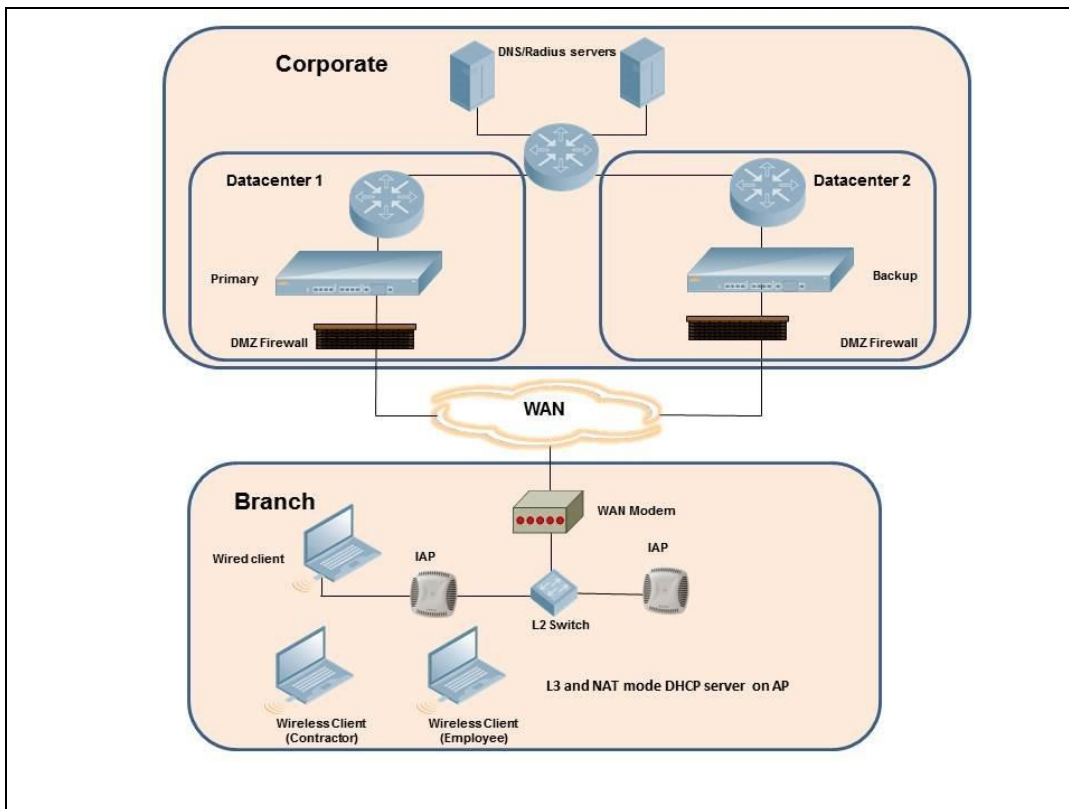 Corporate
DNS/Radius servers
Datacenter 1
Datacenter 2
Primary
Backup
DMZ Firewall
DMZ Firewall
WAN
Branch
WAN Modem
Wired client
IAP
IAP
L2 Switch
L3 and NAT mode DHCP server on AP
Wireless Client
(Contractor)
Wireless Client
(Employee)